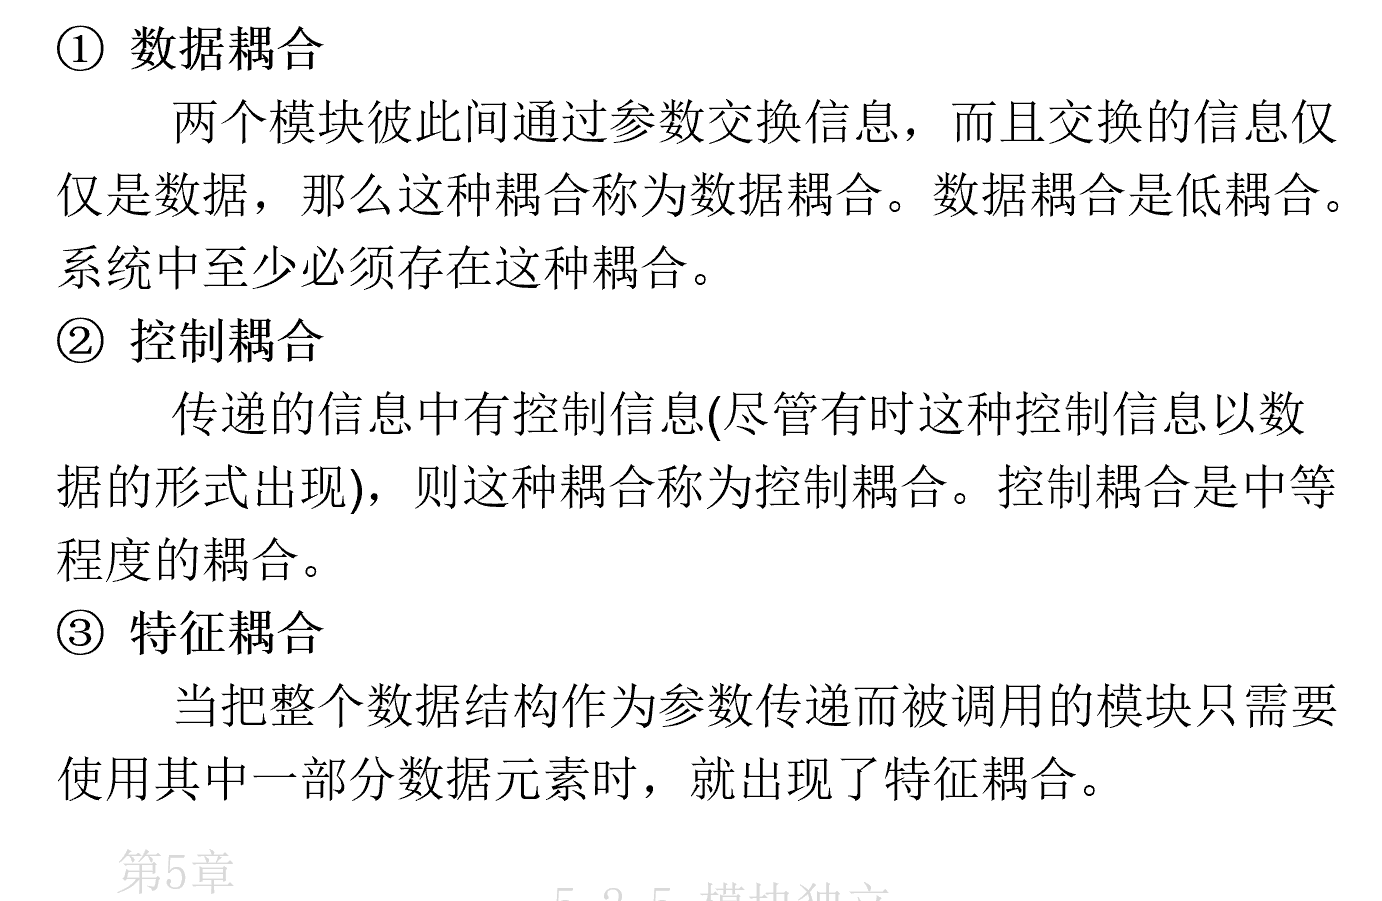 ① 数据耦合
两个模块彼此间通过参数交换信息，而且交换的信息仅
仅是数据，那么这种耦合称为数据耦合。数据耦合是低耦合。
系统中至少必须存在这种耦合。
② 控制耦合
传递的信息中有控制信息(尽管有时这种控制信息以数
据的形式出现)，则这种耦合称为控制耦合。控制耦合是中等
程度的耦合。
③ 特征耦合
当把整个数据结构作为参数传递而被调用的模块只需要
使用其中一部分数据元素时，就出现了特征耦合。
第5章
5.2.5 模块独立